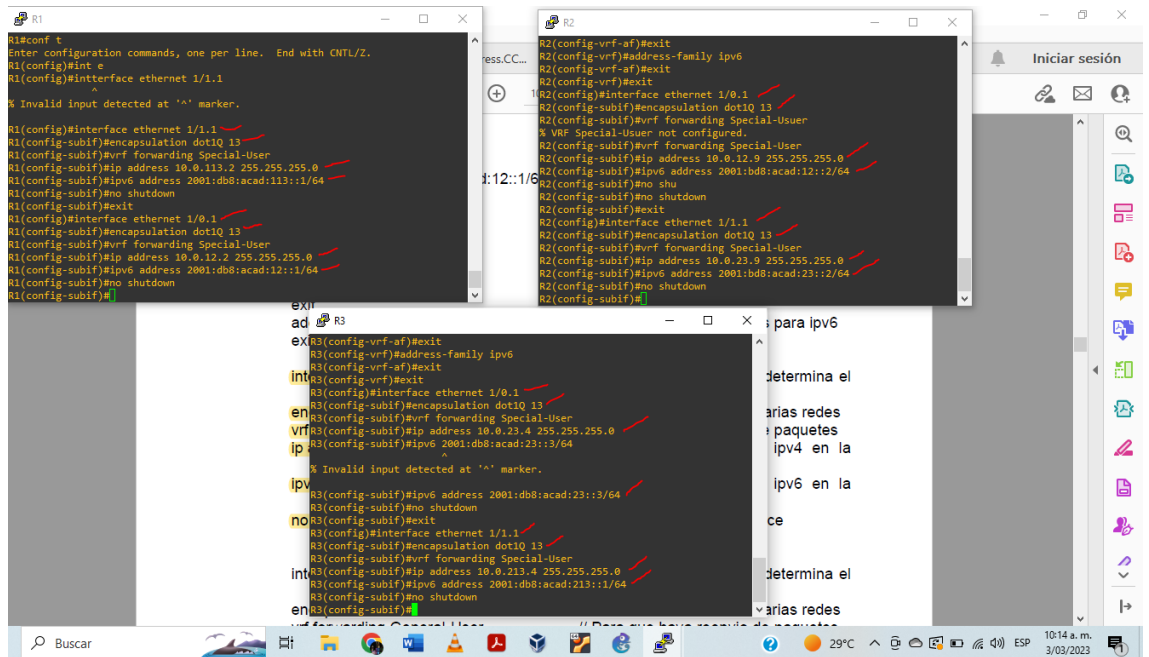 R1
R1#conf t
Enter configuration commands, one per line. End with CNTL/Z.
R1(config)#int e
R1(config)#intterface ethernet 1/1.1
^
% Invalid input detected at '^' marker.
R1(config)#interface ethernet 1/1.1
R1(config-subif)#encapsulation dot1Q 13
R1(config-subif)#vrf forwarding Special-User
R1(config-subif)#ip address 10.0.113.2 255.255.255.0
R1(config-subif)#ipv6 address 2001:db8:acad:113::1/64
R1(config-subif)#no shutdown
R1(config-subif)#exit
R1(config)#interface ethernet 1/0.1
R1(config-subif)#encapsulation dot1Q 13
R1(config-subif)#vrf forwarding Special-User
R1(config-subif)#ip address 10.0.12.2 255.255.255.0
R1(config-subif)#ipv6 address 2001:db8:acad:12::1/64
R1(config-subif)#no shutdown
R1(config-subif)#
R2
R2(config-vrf-af)#exit
R2(config-vrf)#address-family ipv6
R2(config-vrf-af)#exit
R2(config-vrf)#exit
R2(config)#interface ethernet 1/0.1
R2(config-subif)#encapsulation dot1Q 13
R2(config-subif)#vrf forwarding Special-Usuer
% VRF Special-Usuer not configured.
R2(config-subif)#vrf forwarding Special-User
R2(config-subif)#ip address 10.0.12.9 255.255.255.0
R2(config-subif)#ipv6 address 2001:bd8:acad:12::2/64
R2(config-subif)#no shu
R2(config-subif)#no shutdown
R2(config-subif)#exit
R2(config)#interface ethernet 1/1.1
R2(config-subif)#encapsulation dot1Q 13
R2(config-subif)#vrf forwarding Special-User
R2(config-subif)#ip address 10.0.23.9 255.255.255.0
R2(config-subif)#ipv6 address 2001:bd8:acad:23::2/64
R2(config-subif)#no shutdown
R2(config-subif)#
ress.CC...
Iniciar sesión
d:12::1/6
R3
R3(config-vrf-af)#exit
R3(config-vrf)#address-family ipv6
R3(config-vrf-af)#exit
R3(config-vrf)#exit
R3(config)#interface ethernet 1/0.1
R3(config-subif)#encapsulation dot1Q 13
R3(config-subif)#vrf forwarding Special-User
R3(config-subif)#ip address 10.0.23.4 255.255.255.0
R3(config-subif)#ipv6 2001:db8:acad:23::3/64
^
% Invalid input detected at '^' marker.
R3(config-subif)#ipv6 address 2001:db8:acad:23::3/64
R3(config-subif)#no shutdown
R3(config-subif)#exit
R3(config)#interface ethernet 1/1.1
R3(config-subif)#encapsulation dot1Q 13
R3(config-subif)#vrf forwarding Special-User
R3(config-subif)#ip address 10.0.213.4 255.255.255.0
R3(config-subif)#ipv6 address 2001:db8:acad:213::1/64
R3(config-subif)#no shutdown
R3(config-subif)#
exit
ad s para ipv6
ex
int determina el
en arias redes
vrf e paquetes
ip ipv4 en la
ipv ipv6 en la
no ce
int determina el
en arias redes
Buscar
29°C
ESP
10:14 a. m.
3/03/2023